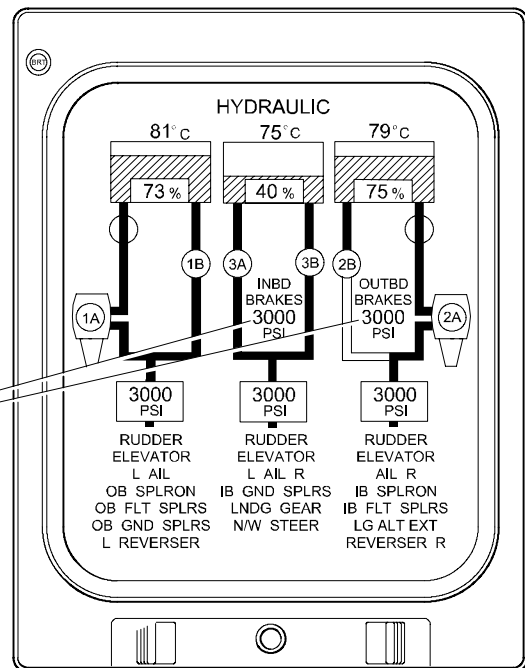 BRT
HYDRAULIC
81°C 75°C 79°C
73 % 40 % 75 %
1B 3A 3B 2B
INBD
BRAKES
3000
PSI
OUTBD
BRAKES
3000
PSI
1A 2A
3000
PSI
RUDDER
ELEVATOR
L AIL
OB SPLRON
OB FLT SPLRS
OB GND SPLRS
L REVERSER
3000
PSI
RUDDER
ELEVATOR
L AIL R
IB GND SPLRS
LNDG GEAR
N/W STEER
3000
PSI
RUDDER
ELEVATOR
AIL R
IB SPLRON
IB FLT SPLRS
LG ALT EXT
REVERSER R